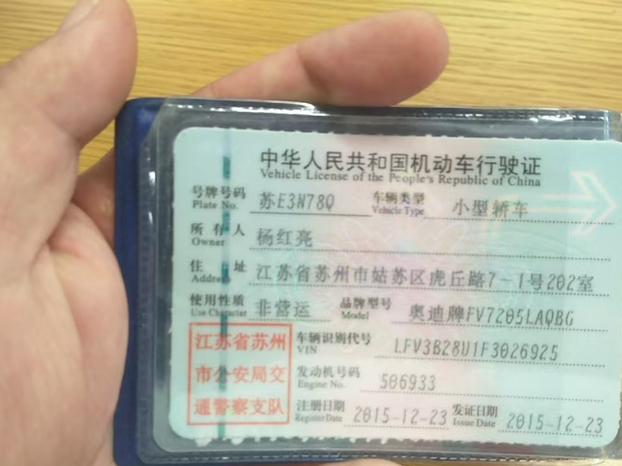 中华人民共和国机动车行驶证
Vehicle License of the People's Republic of China
号牌号码 苏E3N78Q 车辆类型 小型轿车
Plate No. Vehicle Type
所有人 杨红亮
Owner
住址 江苏省苏州市姑苏区虎丘路7-1号202室
Address
使用性质 非营运 品牌型号 奥迪牌FV7205LAQBG
Use Character Model
江苏省苏州
市公安局交
通警察支队
车辆识别代号 LFV3B28U1F3026925
VIN
发动机号码 506933
Engine No.
注册日期 2015-12-23 发证日期 2015-12-23
Register Date Issue Date